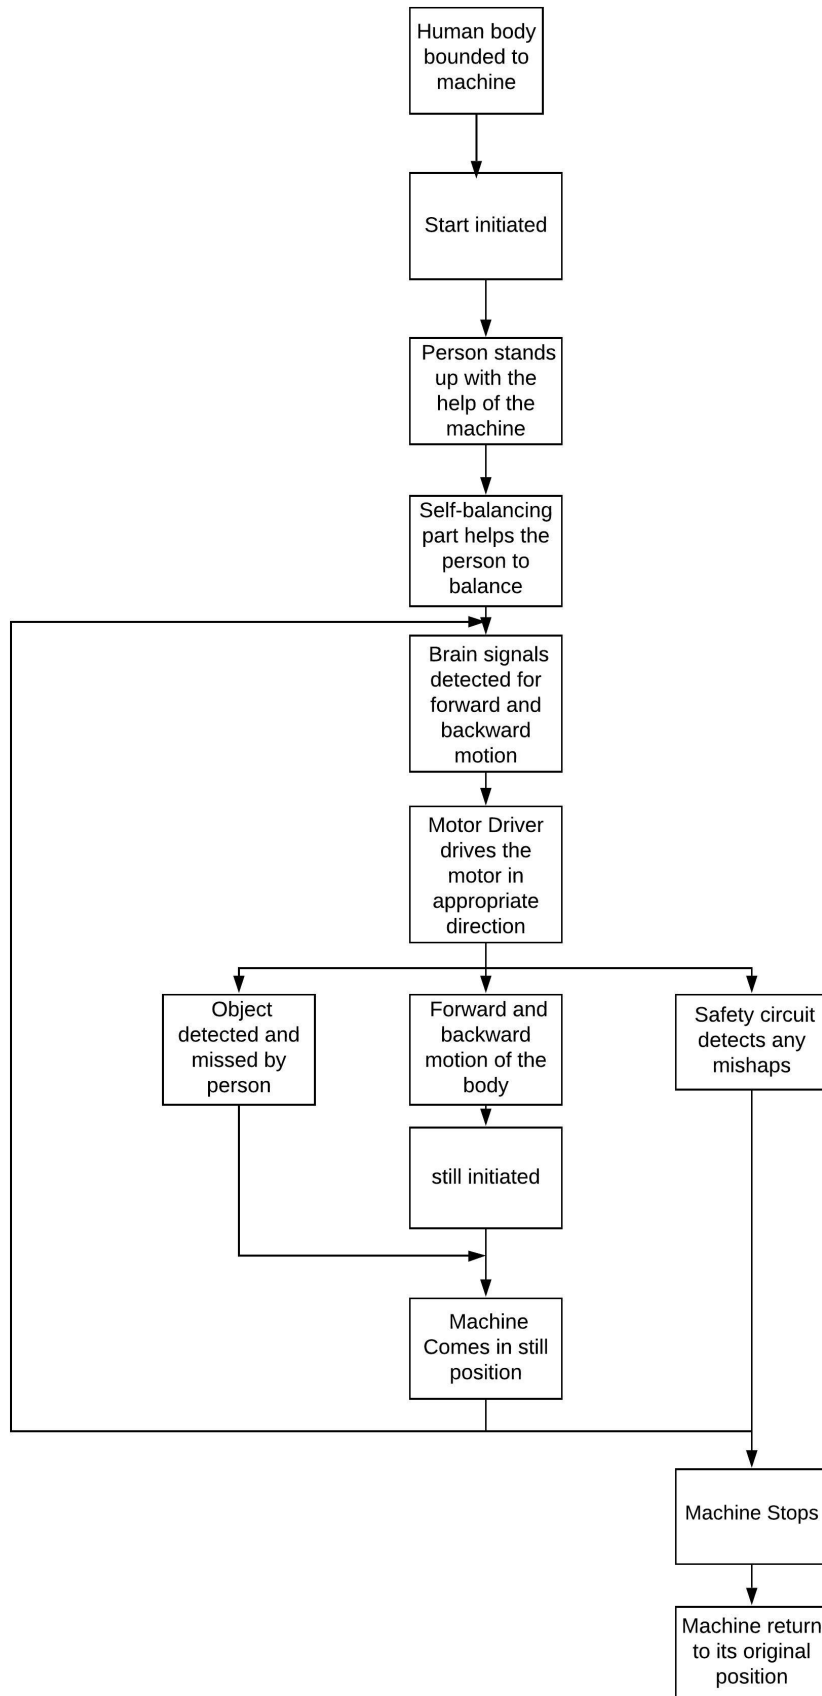 Human body
bounded to
machine
Start initiated
Person stands
up with the
help of the
machine
Self-balancing
part helps the
person to
balance
Brain signals
detected for
forward and
backward
motion
Motor Driver
drives the
motor in
appropriate
direction
Object
detected and
missed by
person
Forward and
backward
motion of the
body
Safety circuit
detects any
mishaps
still initiated
Machine
Comes in still
position
Machine Stops
Machine return
to its original
position